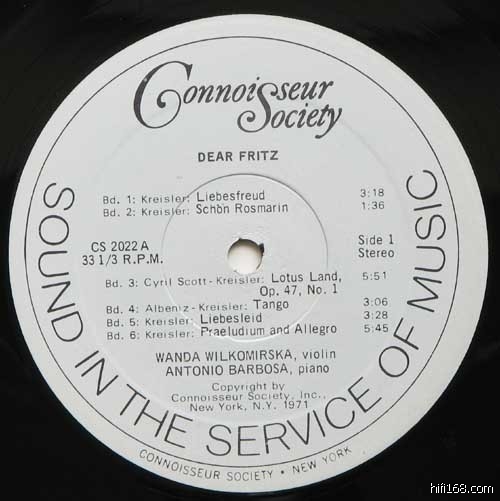 Connoisseur
Society
DEAR FRITZ
Bd. 1: Kreisler: Liebesfreud 3:18
Bd. 2: Kreisler: Schön Rosmarin 1:36
CS 2022 A Side 1
33 1/3 R.P.M. Stereo
Bd. 3: Cyril Scott-Kreisler: Lotus Land, 5:51
Op. 47, No. 1
Bd. 4: Albeniz-Kreisler: Tango 3:06
Bd. 5: Kreisler: Liebesleid 3:28
Bd. 6: Kreisler: Praeludium and Allegro 5:45
WANDA WILKOMIRSKA, violin
ANTONIO BARBOSA, piano
Copyright by
Connoisseur Society, Inc.,
New York, N.Y. 1971
SOUND IN THE SERVICE OF MUSIC
CONNOISSEUR SOCIETY • NEW YORK
hifi168.com